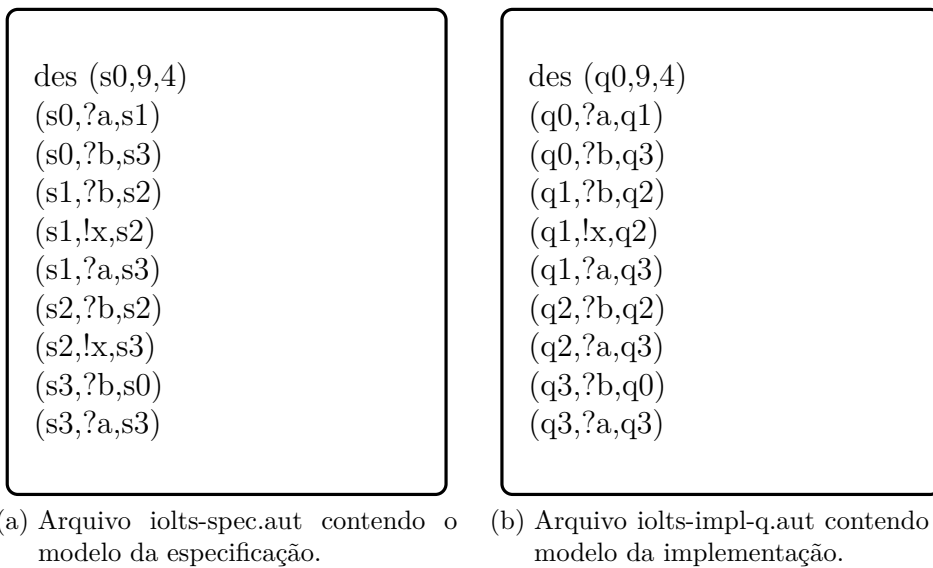 des (s0,9,4)
(s0,?a,s1)
(s0,?b,s3)
(s1,?b,s2)
(s1,!x,s2)
(s1,?a,s3)
(s2,?b,s2)
(s2,!x,s3)
(s3,?b,s0)
(s3,?a,s3)
(a) Arquivo iolts-spec.aut contendo o
modelo da especificação.
des (q0,9,4)
(q0,?a,q1)
(q0,?b,q3)
(q1,?b,q2)
(q1,!x,q2)
(q1,?a,q3)
(q2,?b,q2)
(q2,?a,q3)
(q3,?b,q0)
(q3,?a,q3)
(b) Arquivo iolts-impl-q.aut contendo
modelo da implementação.